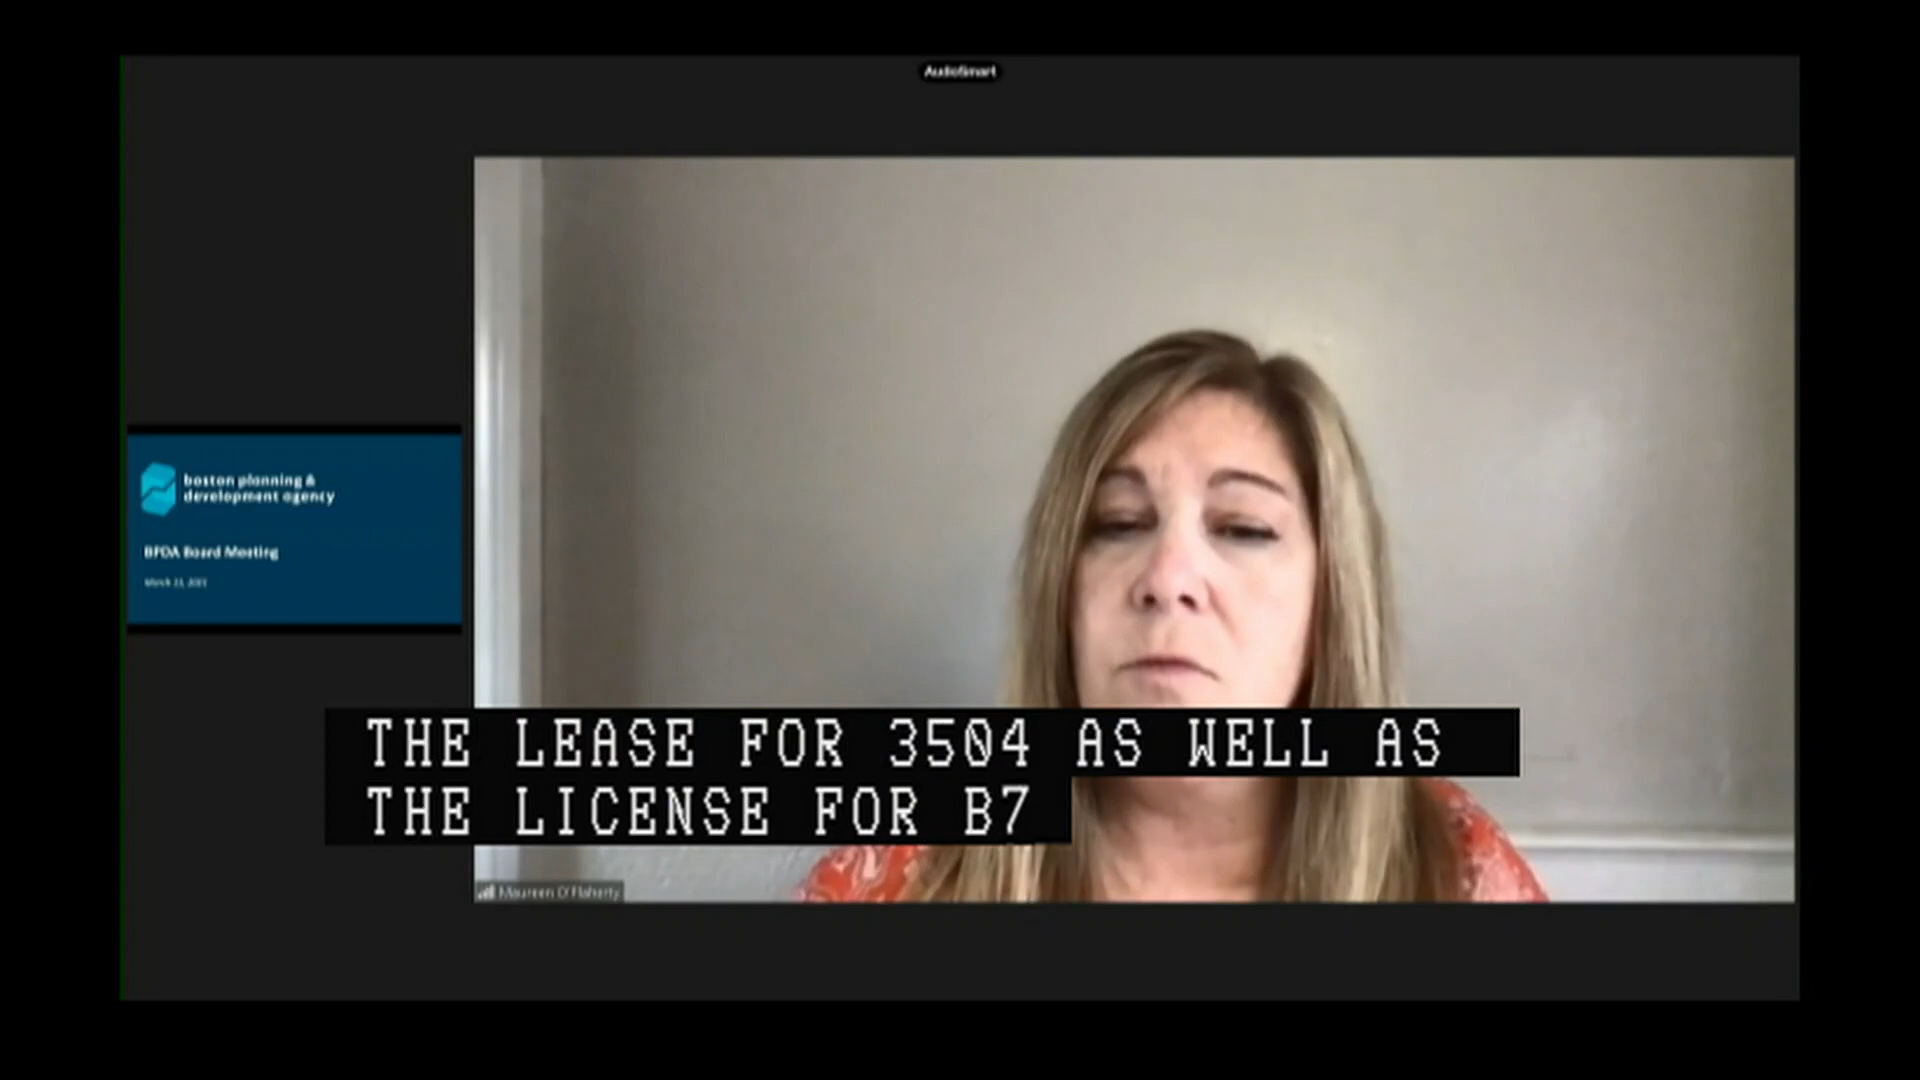 AudioSmart
boston planning &
development agency
BPDA Board Meeting
THE LEASE FOR 3504 AS WELL AS
THE LICENSE FOR B7
Maureen O'Flaherty